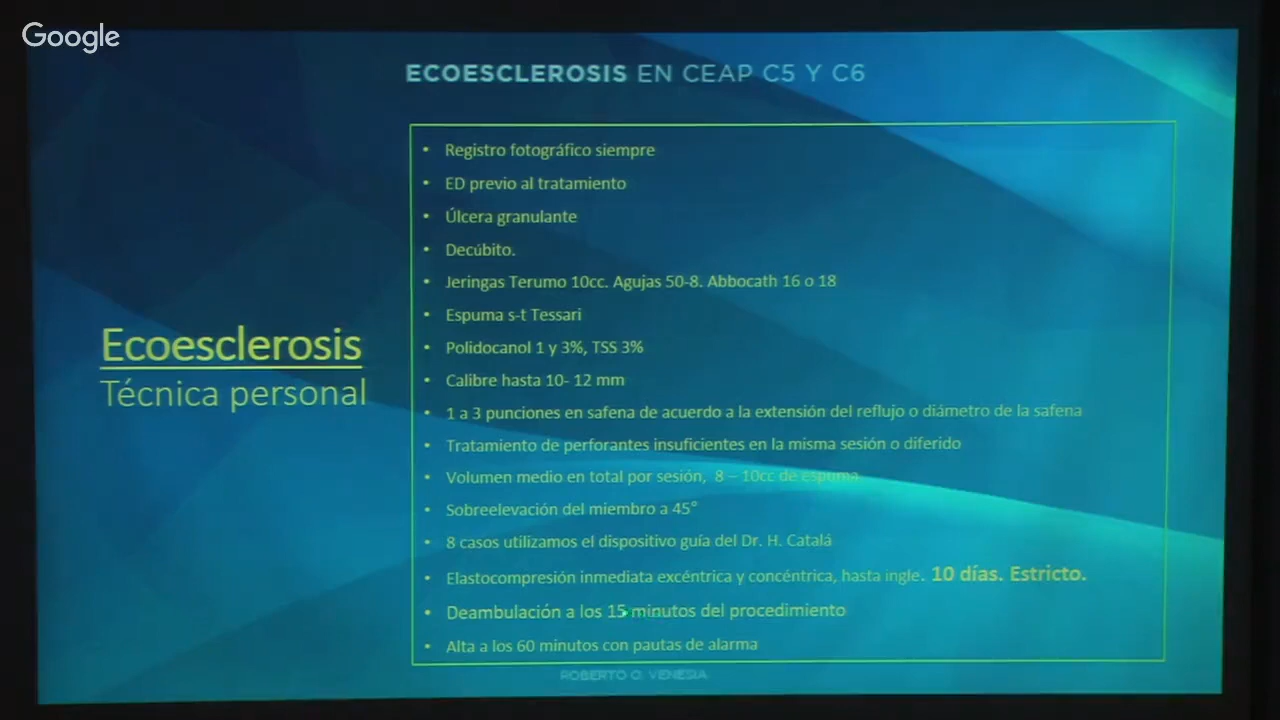 Google
ECOESCLEROSIS EN CEAP C5 Y C6
Ecoesclerosis
Técnica personal
• Registro fotográfico siempre
• ED previo al tratamiento
• Úlcera granulante
• Decúbito.
• Jeringas Terumo 10cc. Agujas 50-8. Abbocath 16 o 18
• Espuma s-t Tessari
• Polidocanol 1 y 3%, TSS 3%
• Calibre hasta 10- 12 mm
• 1 a 3 punciones en safena de acuerdo a la extensión del reflujo o diámetro de la safena
• Tratamiento de perforantes insuficientes en la misma sesión o diferido
• Volumen medio en total por sesión, 8 – 10cc de espuma
• Sobreelevación del miembro a 45°
• 8 casos utilizamos el dispositivo guía del Dr. H. Catalá
• Elastocompresión inmediata excéntrica y concéntrica, hasta ingle. 10 días. Estricto.
• Deambulación a los 15 minutos del procedimiento
• Alta a los 60 minutos con pautas de alarma
ROBERTO O. VENESIA